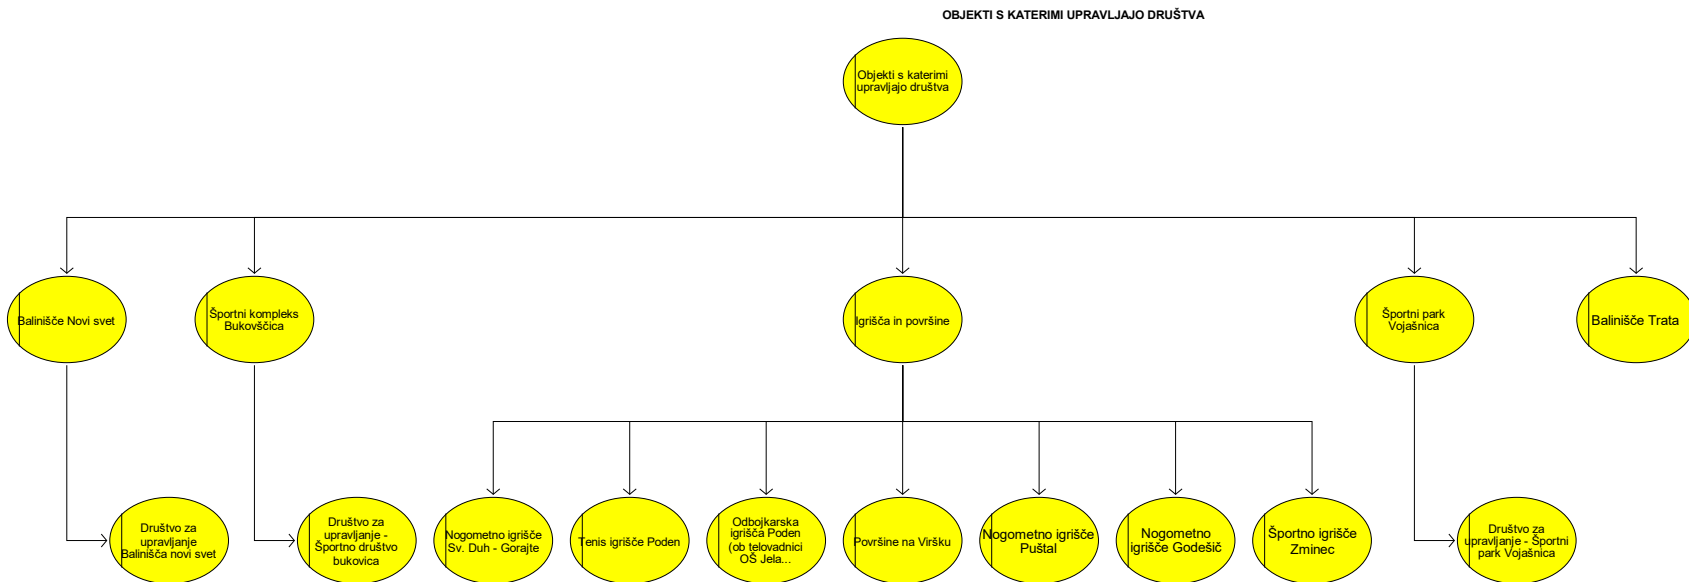 OBJEKTI S KATERIMI UPRAVLJAJO DRUŠTVA
Objekti s katerimi
upravljajo društva
Balinišče Novi svet
Športni kompleks
Bukovščica
Igrišča in površine
Športni park
Vojašnica
Balinišče Trata
Društvo za
upravljanje
Balinišča novi svet
Društvo za
upravljanje -
Športno društvo
bukovica
Nogometno igrišče
Sv. Duh - Gorajte
Tenis igrišče Poden
Odbojkarska
igrišča Poden
(ob telovadnici
OŠ Jela...
Površine na Viršku
Nogometno igrišče
Puštal
Nogometno
igrišče Godešič
Športno igrišče
Zminec
Društvo za
upravljanje - Športni
park Vojašnica